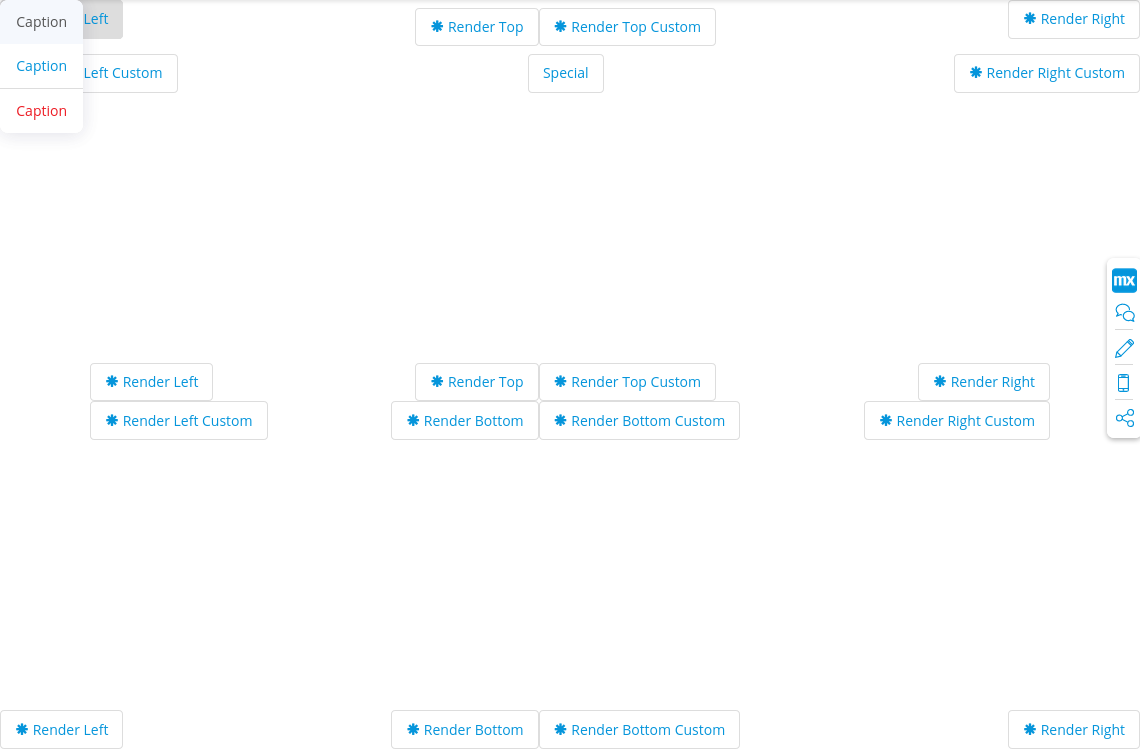 Caption
Left
Render Top
Render Top Custom
Render Right
Caption
Left Custom
Special
Render Right Custom
Caption
mx
Render Left
Render Top
Render Top Custom
Render Right
Render Left Custom
Render Bottom
Render Bottom Custom
Render Right Custom
Render Left
Render Bottom
Render Bottom Custom
Render Right